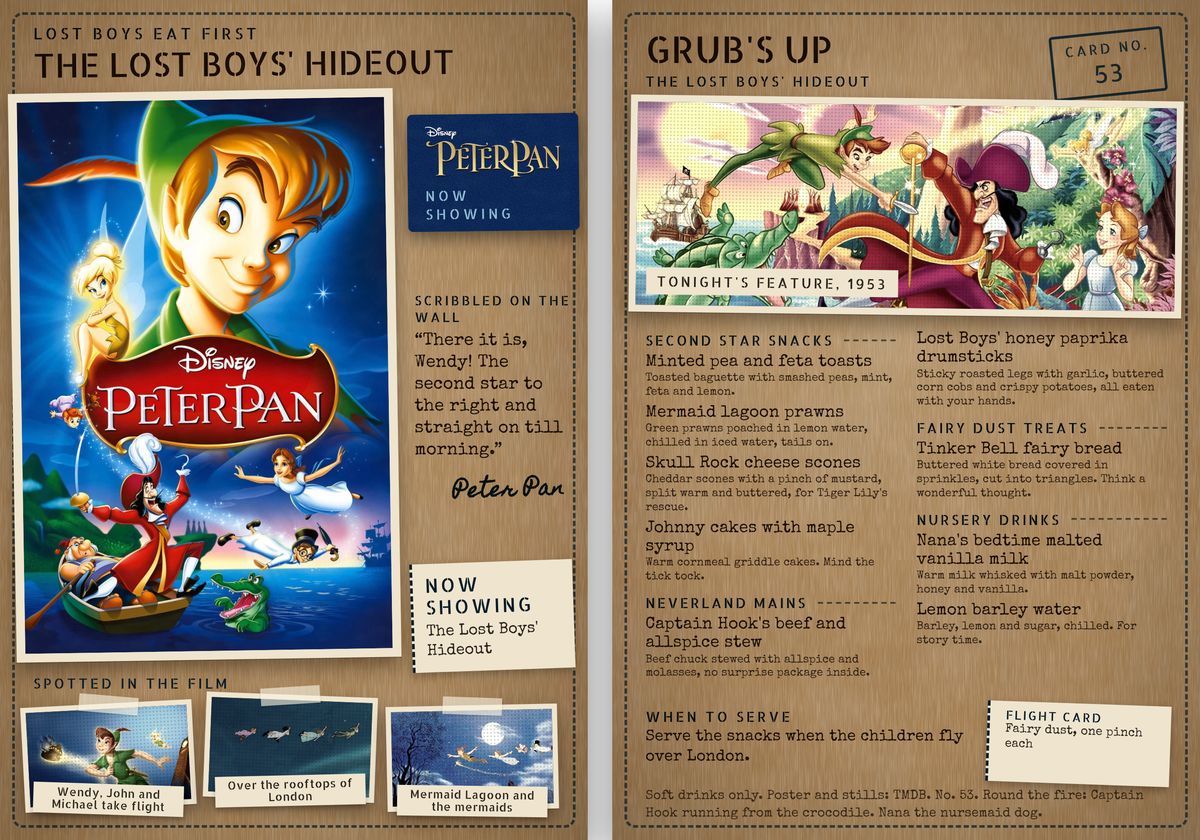 LOST BOYS EAT FIRST
THE LOST BOYS' HIDEOUT
Disney
PETER PAN
Disney
PETER PAN
NOW
SHOWING
SCRIBBLED ON THE
WALL
“There it is,
Wendy! The
second star to
the right and
straight on till
morning.”
Peter Pan
NOW
SHOWING
The Lost Boys'
Hideout
SPOTTED IN THE FILM
Wendy, John and
Michael take flight
Over the rooftops of
London
Mermaid Lagoon and
the mermaids
GRUB'S UP
THE LOST BOYS' HIDEOUT
CARD NO.
53
TONIGHT'S FEATURE, 1953
SECOND STAR SNACKS
Minted pea and feta toasts
Toasted baguette with smashed peas, mint,
feta and lemon.
Mermaid lagoon prawns
Green prawns poached in lemon water,
chilled in iced water, tails on.
Skull Rock cheese scones
Cheddar scones with a pinch of mustard,
split warm and buttered, for Tiger Lily's
rescue.
Johnny cakes with maple
syrup
Warm cornmeal griddle cakes. Mind the
tick tock.
NEVERLAND MAINS
Captain Hook's beef and
allspice stew
Beef chuck stewed with allspice and
molasses, no surprise package inside.
Lost Boys' honey paprika
drumsticks
Sticky roasted legs with garlic, buttered
corn cobs and crispy potatoes, all eaten
with your hands.
FAIRY DUST TREATS
Tinker Bell fairy bread
Buttered white bread covered in
sprinkles, cut into triangles. Think a
wonderful thought.
NURSERY DRINKS
Nana's bedtime malted
vanilla milk
Warm milk whisked with malt powder,
honey and vanilla.
Lemon barley water
Barley, lemon and sugar, chilled. For
story time.
WHEN TO SERVE
Serve the snacks when the children fly
over London.
FLIGHT CARD
Fairy dust, one pinch
each
Soft drinks only. Poster and stills: TMDB. No. 53. Round the fire: Captain
Hook running from the crocodile. Nana the nursemaid dog.